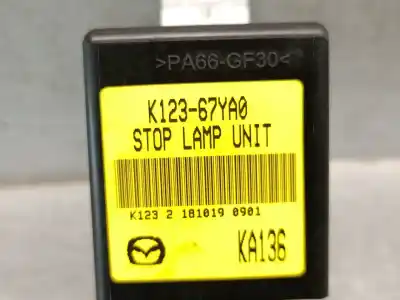 >PA66-GF30<
K123-67YA0
STOP LAMP UNIT
K123 2 181019 0901
KA136